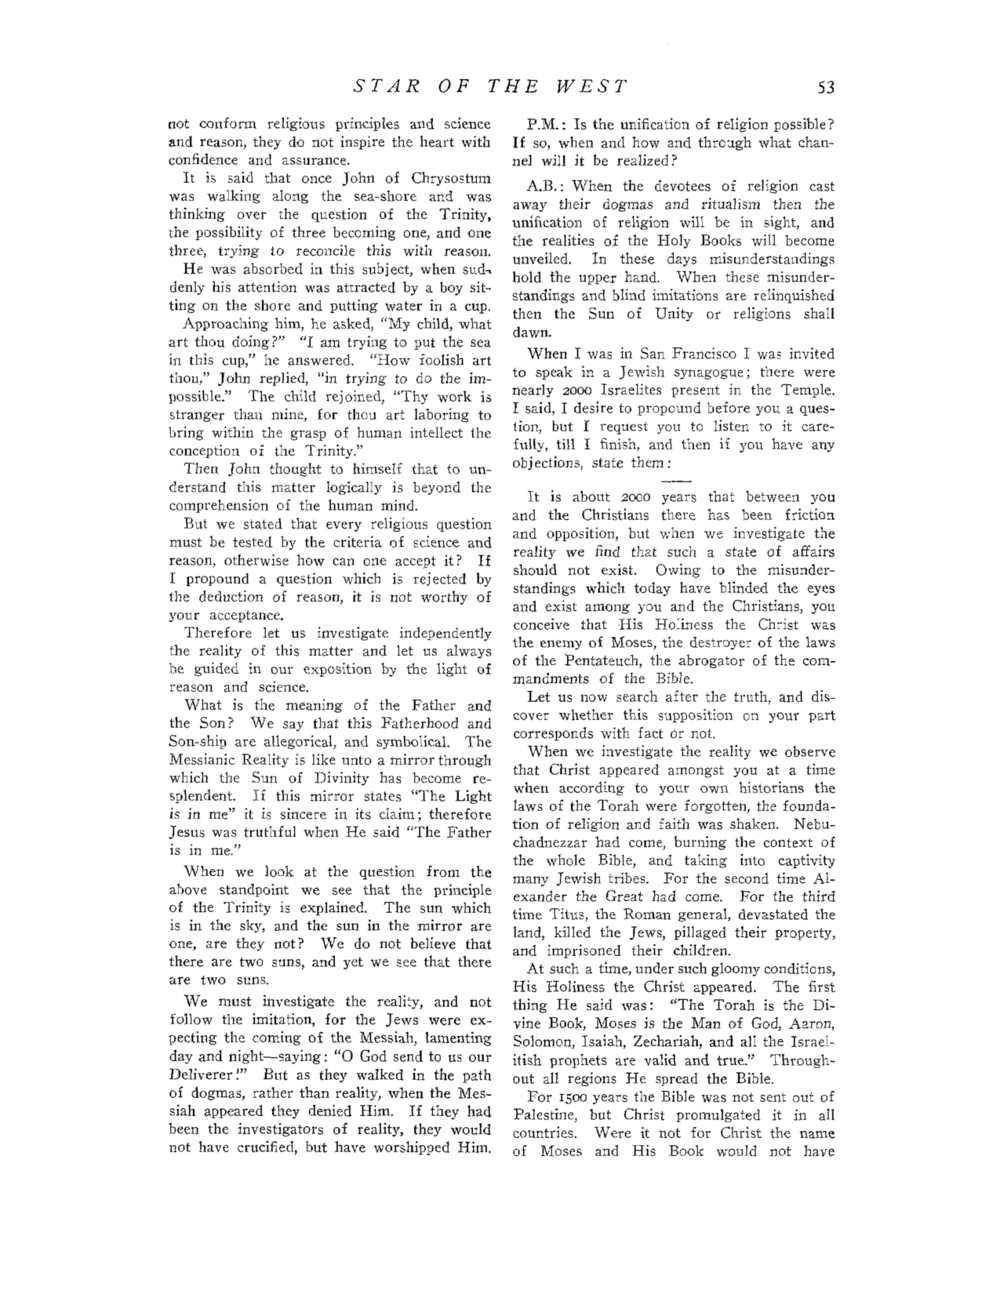 STAR OF THE WEST 53
not conform religious principles and science
and reason, they do not inspire the heart with
confidence and assurance.
It is said that once John of Chrysostum
was walking along the sea-shore and was
thinking over the question of the Trinity,
the possibility of three becoming one, and one
three, trying to reconcile this with reason.
He was absorbed in this subject, when sud-
denly his attention was attracted by a boy sit-
ting on the shore and putting water in a cup.
Approaching him, he asked, "My child, what
art thou doing?" "I am trying to put the sea
in this cup," he answered. "How foolish art
thou," John replied, "in trying to do the im-
possible." The child rejoined, "Thy work is
stranger than mine, for thou art laboring to
bring within the grasp of human intellect the
conception of the Trinity."
Then John thought to himself that to un-
derstand this matter logically is beyond the
comprehension of the human mind.
But we stated that every religious question
must be tested by the criteria of science and
reason, otherwise how can one accept it? If
I propound a question which is rejected by
the deduction of reason, it is not worthy of
your acceptance.
Therefore let us investigate independently
the reality of this matter and let us always
be guided in our exposition by the light of
reason and science.
What is the meaning of the Father and
the Son? We say that this Fatherhood and
Son-ship are allegorical, and symbolical. The
Messianic Reality is like unto a mirror through
which the Sun of Divinity has become re-
splendent. If this mirror states "The Light
is in me" it is sincere in its claim; therefore
Jesus was truthful when He said "The Father
is in me."
When we look at the question from the
above standpoint we see that the principle
of the Trinity is explained. The sun which
is in the sky, and the sun in the mirror are
one, are they not? We do not believe that
there are two suns, and yet we see that there
are two suns.
We must investigate the reality, and not
follow the imitation, for the Jews were ex-
pecting the coming of the Messiah, lamenting
day and night—saying: "O God send to us our
Deliverer!" But as they walked in the path
of dogmas, rather than reality, when the Mes-
siah appeared they denied Him. If they had
been the investigators of reality, they would
not have crucified, but have worshipped Him.
P.M.: Is the unification of religion possible?
If so, when and how and through what chan-
nel will it be realized?
A.B.: When the devotees of religion cast
away their dogmas and ritualism then the
unification of religion will be in sight, and
the realities of the Holy Books will become
unveiled. In these days misunderstandings
hold the upper hand. When these misunder-
standings and blind imitations are relinquished
then the Sun of Unity or religions shall
dawn.
When I was in San Francisco I was invited
to speak in a Jewish synagogue; there were
nearly 2000 Israelites present in the Temple.
I said, I desire to propound before you a ques-
tion, but I request you to listen to it care-
fully, till I finish, and then if you have any
objections, state them:
It is about 2000 years that between you
and the Christians there has been friction
and opposition, but when we investigate the
reality we find that such a state of affairs
should not exist. Owing to the misunder-
standings which today have blinded the eyes
and exist among you and the Christians, you
conceive that His Holiness the Christ was
the enemy of Moses, the destroyer of the laws
of the Pentateuch, the abrogator of the com-
mandments of the Bible.
Let us now search after the truth, and dis-
cover whether this supposition on your part
corresponds with fact or not.
When we investigate the reality we observe
that Christ appeared amongst you at a time
when according to your own historians the
laws of the Torah were forgotten, the founda-
tion of religion and faith was shaken. Nebu-
chadnezzar had come, burning the context of
the whole Bible, and taking into captivity
many Jewish tribes. For the second time Al-
exander the Great had come. For the third
time Titus, the Roman general, devastated the
land, killed the Jews, pillaged their property,
and imprisoned their children.
At such a time, under such gloomy conditions,
His Holiness the Christ appeared. The first
thing He said was: "The Torah is the Di-
vine Book, Moses is the Man of God, Aaron,
Solomon, Isaiah, Zechariah, and all the Israel-
itish prophets are valid and true." Through-
out all regions He spread the Bible.
For 1500 years the Bible was not sent out of
Palestine, but Christ promulgated it in all
countries. Were it not for Christ the name
of Moses and His Book would not have